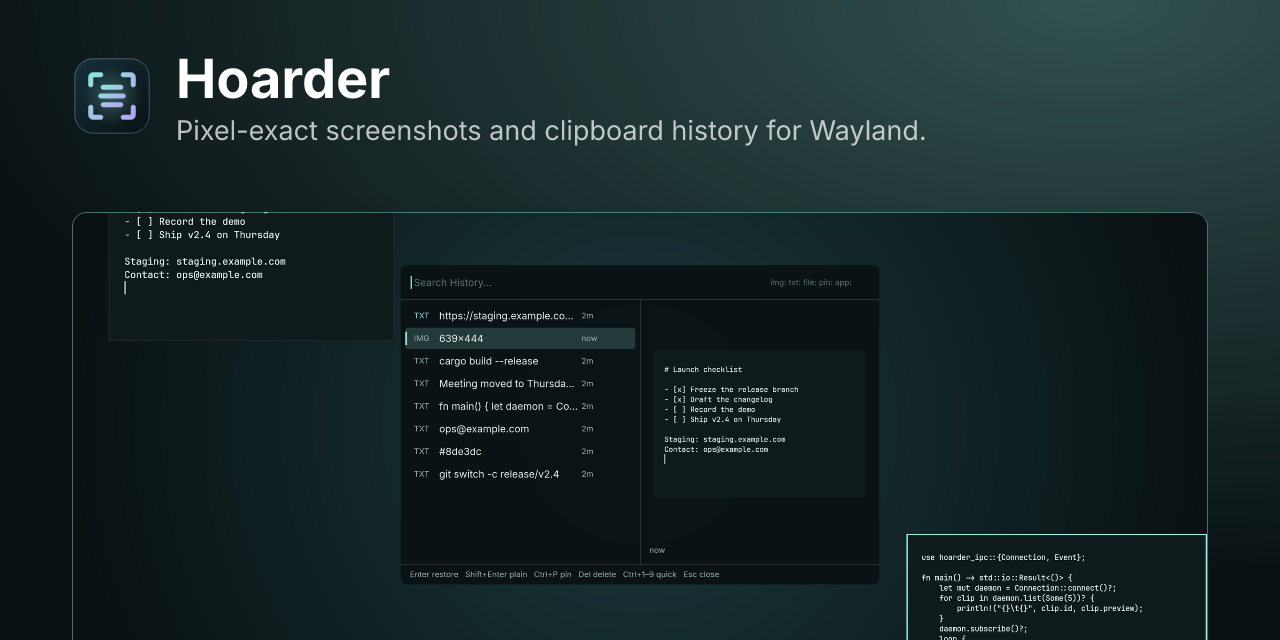 Hoarder
Pixel-exact screenshots and clipboard history for Wayland.
- [ ] Record the demo
- [ ] Ship v2.4 on Thursday
Staging: staging.example.com
Contact: ops@example.com
Search History...
img: txt: file: pin: app:
TXT https://staging.example.co... 2m
IMG 639×444 now
TXT cargo build --release 2m
TXT Meeting moved to Thursda... 2m
TXT fn main() { let daemon = Co... 2m
TXT ops@example.com 2m
TXT #8de3dc 2m
TXT git switch -c release/v2.4 2m
# Launch checklist
- [x] Freeze the release branch
- [x] Draft the changelog
- [ ] Record the demo
- [ ] Ship v2.4 on Thursday
Staging: staging.example.com
Contact: ops@example.com
now
Enter restore Shift+Enter plain Ctrl+P pin Del delete Ctrl+1–9 quick Esc close
use hoarder_ipc::{Connection, Event};
fn main() -> std::io::Result<()> {
let mut daemon = Connection::connect()?;
for clip in daemon.list(Some(5))? {
println!("{}\t{}", clip.id, clip.preview);
}
daemon.subscribe()?;
loop {